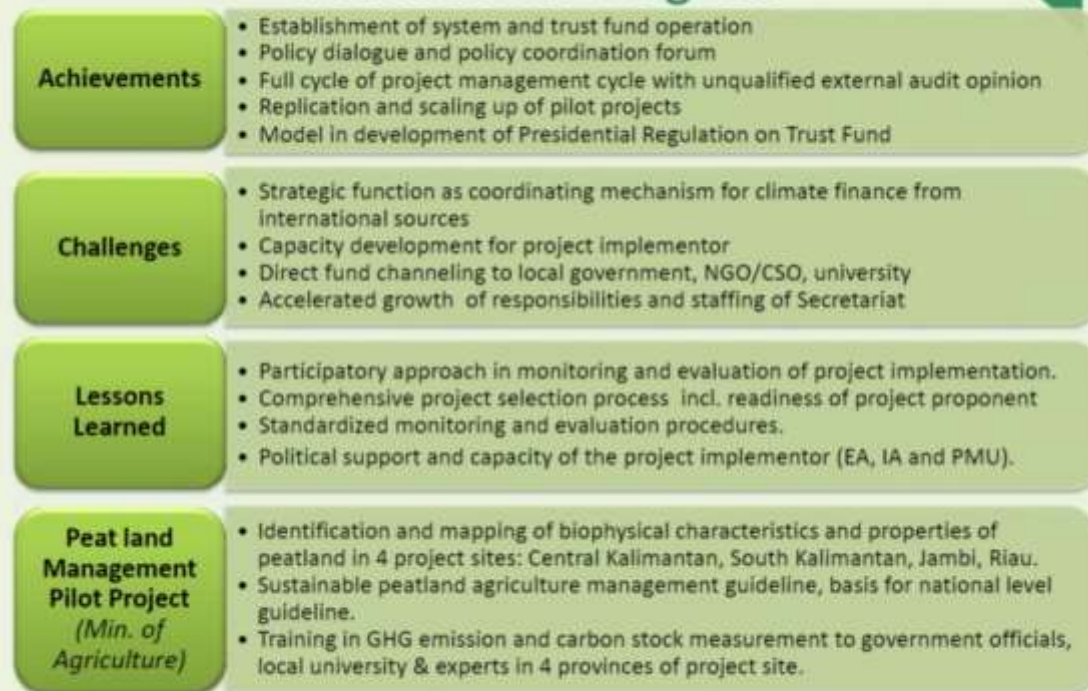 Achievements
• Establishment of system and trust fund operation
• Policy dialogue and policy coordination forum
• Full cycle of project management cycle with unqualified external audit opinion
• Replication and scaling up of pilot projects
• Model in development of Presidential Regulation on Trust Fund
Challenges
• Strategic function as coordinating mechanism for climate finance from
international sources
• Capacity development for project implementor
• Direct fund channeling to local government, NGO/CSO, university
• Accelerated growth of responsibilities and staffing of Secretariat
Lessons
Learned
• Participatory approach in monitoring and evaluation of project implementation.
• Comprehensive project selection process incl. readiness of project proponent
• Standardized monitoring and evaluation procedures.
• Political support and capacity of the project implementor (EA, IA and PMU).
Peat land
Management
Pilot Project
(Min. of
Agriculture)
• Identification and mapping of biophysical characteristics and properties of
peatland in 4 project sites: Central Kalimantan, South Kalimantan, Jambi, Riau.
• Sustainable peatland agriculture management guideline, basis for national level
guideline.
• Training in GHG emission and carbon stock measurement to government officials,
local university & experts in 4 provinces of project site.